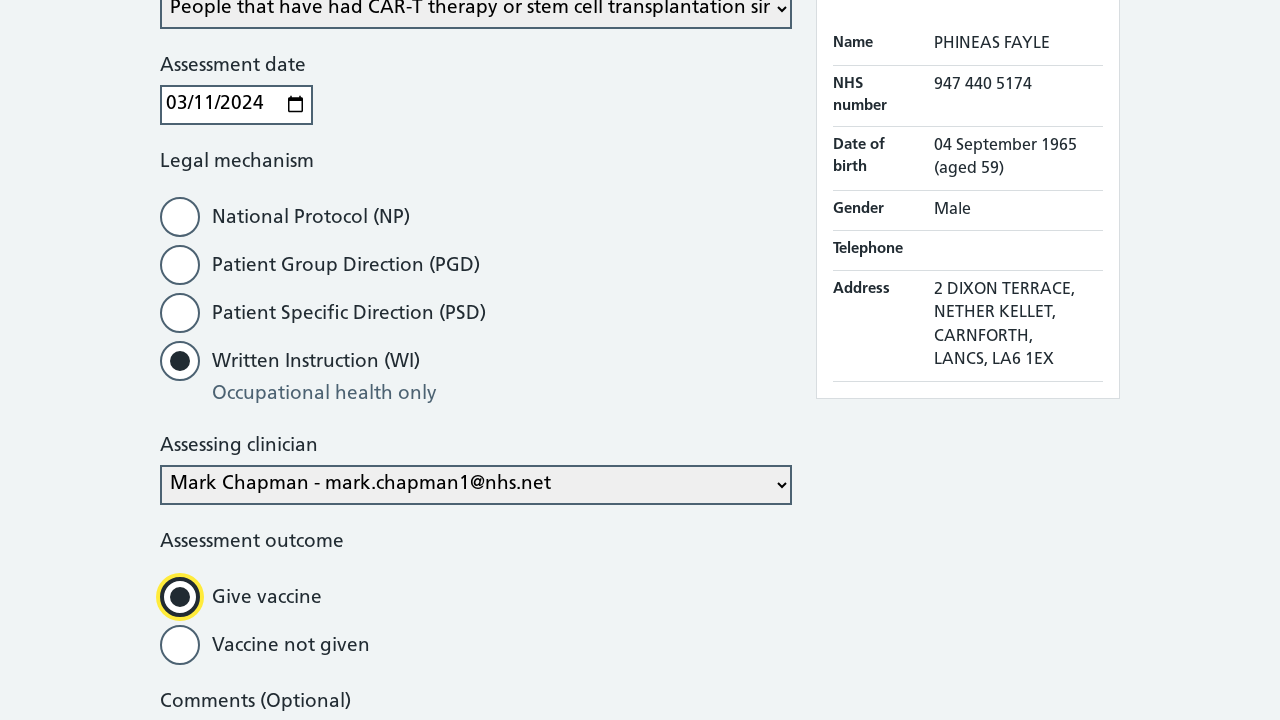 People that have had CAR-T therapy or stem cell transplantation sin
Assessment date
03/11/2024
Legal mechanism
National Protocol (NP)
Patient Group Direction (PGD)
Patient Specific Direction (PSD)
Written Instruction (WI)
Occupational health only
Assessing clinician
Mark Chapman - mark.chapman1@nhs.net
Assessment outcome
Give vaccine
Vaccine not given
Comments (Optional)
Name PHINEAS FAYLE
NHS number 947 440 5174
Date of birth 04 September 1965
(aged 59)
Gender Male
Telephone
Address 2 DIXON TERRACE,
NETHER KELLET,
CARNFORTH,
LANCS, LA6 1EX